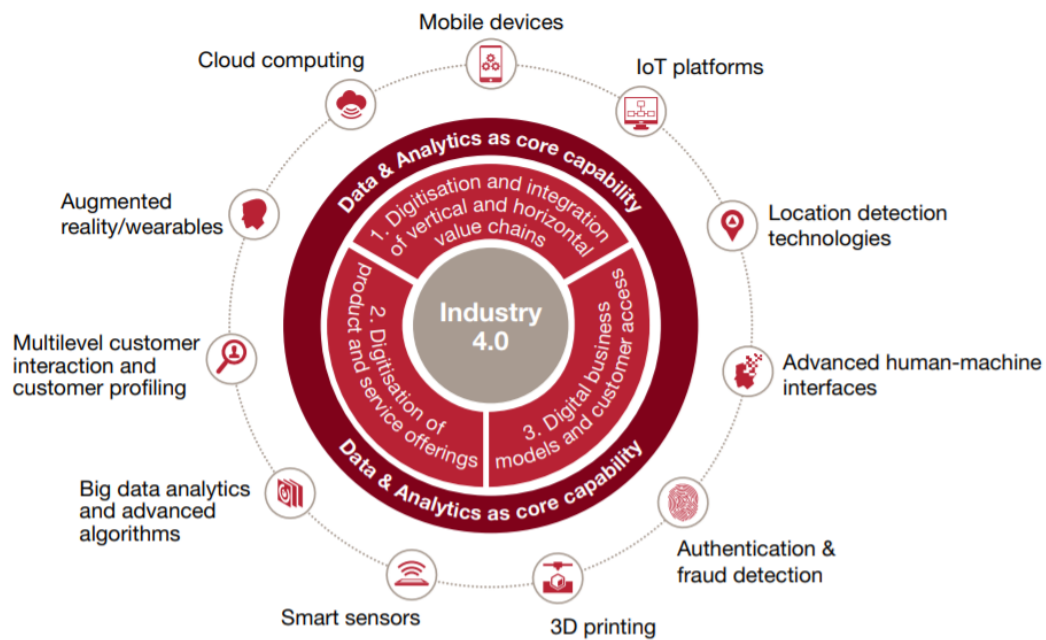 Mobile devices
Cloud computing
IoT platforms
Data & Analytics as core capability
1. Digitisation and integration
of vertical and horizontal
value chains
Augmented
reality/wearables
Location detection
technologies
Industry
4.0
2. Digitisation of
product and service offerings
3. Digital business
models and customer access
Multilevel customer
interaction and
customer profiling
Advanced human-machine
interfaces
Data & Analytics as core capability
Big data analytics
and advanced
algorithms
Authentication &
fraud detection
Smart sensors
3D printing